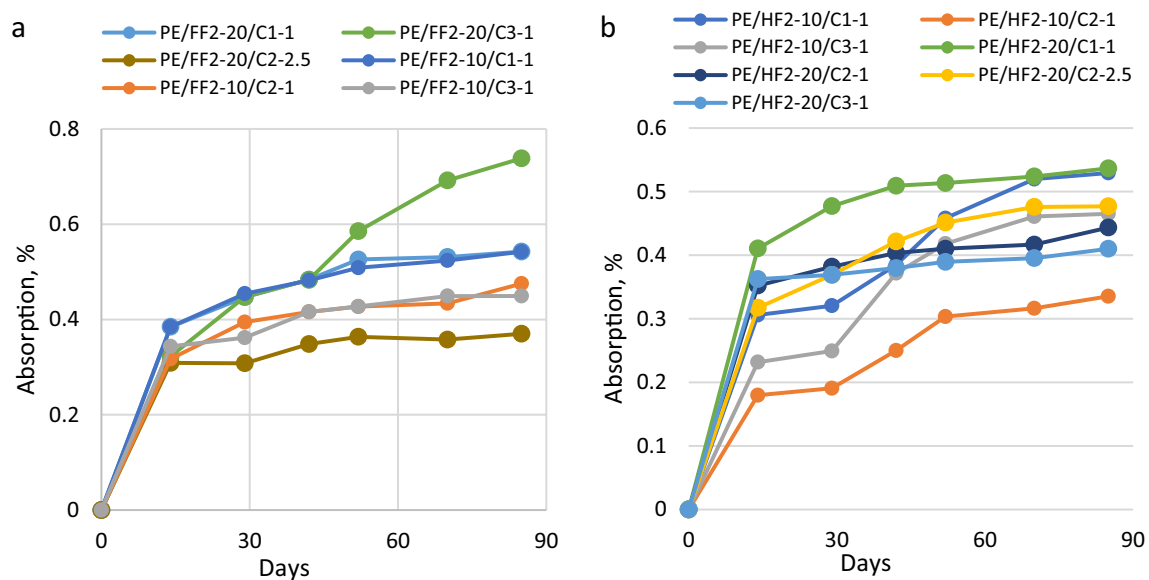 a
PE/FF2-20/C1-1 PE/FF2-20/C3-1
PE/FF2-20/C2-2.5 PE/FF2-10/C1-1
PE/FF2-10/C2-1 PE/FF2-10/C3-1
0.8
0.6
0.4
0.2
0
Absorption, %
0 30 60 90
Days
b
PE/HF2-10/C1-1 PE/HF2-10/C2-1
PE/HF2-10/C3-1 PE/HF2-20/C1-1
PE/HF2-20/C2-1 PE/HF2-20/C2-2.5
PE/HF2-20/C3-1
0.6
0.5
0.4
0.3
0.2
0.1
0
Absorption, %
0 30 60 90
Days